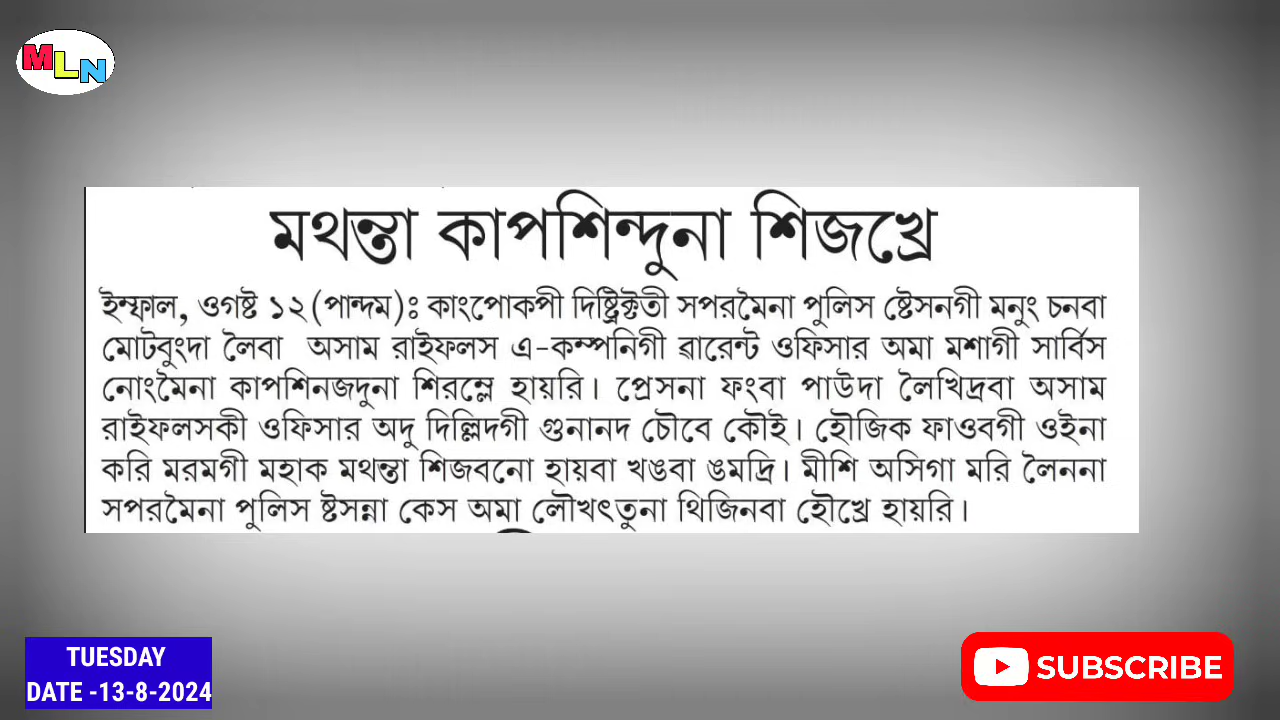 MLN
মথন্তা কাপশিন্দুনা শিজখ্রে
ইম্ফাল, ওগষ্ট ১২(পান্দম)ঃ কাংপোকপী দিষ্ট্রিক্টতী সপরমৈনা পুলিস ষ্টেসনগী মনুং চনবা
মোটবুংদা লৈবা অসাম রাইফলস এ-কম্পনিগী ৱারেন্ট ওফিসার অমা মশাগী সার্বিস
নোংমৈনা কাপশিনজদুনা শিরম্লে হায়রি। প্রেসনা ফংবা পাউদা লৈখিদ্রবা অসাম
রাইফলসকী ওফিসার অদু দিল্লিদগী গুনানদ চৌবে কৌই। হৌজিক ফাওবগী ওইনা
করি মরমগী মহাক মথন্তা শিজবনো হায়বা খঙবা ঙমদ্রি। মীশি অসিগা মরি লৈননা
সপরমৈনা পুলিস ষ্টসন্না কেস অমা লৌখৎতুনা থিজিনবা হৌখ্রে হায়রি।
TUESDAY
DATE -13-8-2024
SUBSCRIBE